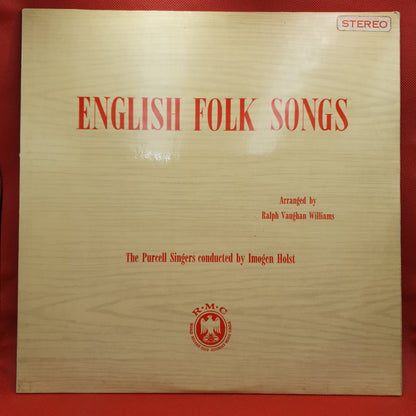 STEREO
ENGLISH FOLK SONGS
Arranged by
Ralph Vaughan Williams
The Purcell Singers conducted by Imogen Holst
R·M·C